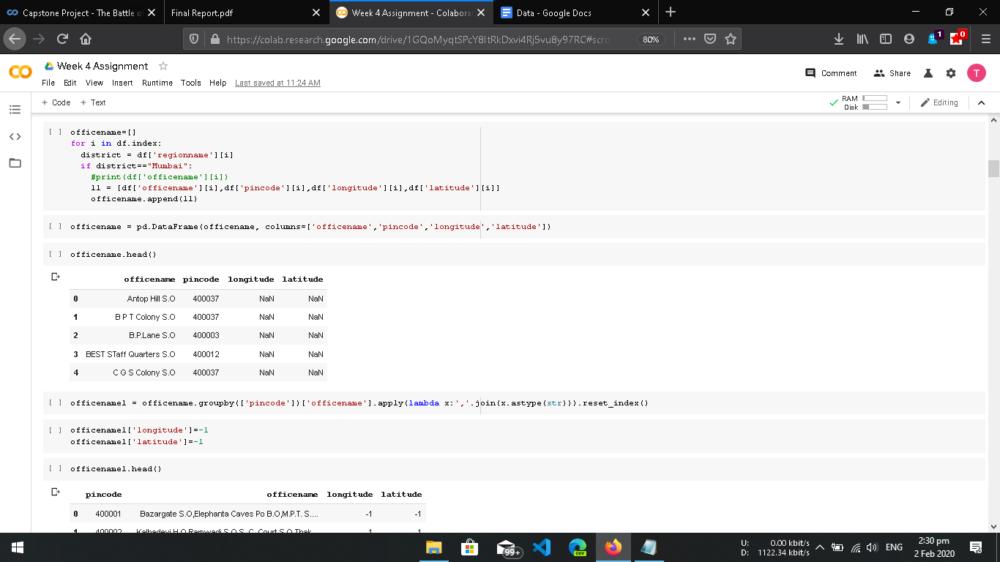 Capstone Project - The Battle o
Final Report.pdf
Week 4 Assignment - Colabora
Data - Google Docs
https://colab.research.google.com/drive/1GQoMyqtSPcY8ItRkDxvi4Rj5vu8y97RC#scro
80%
1
0
Week 4 Assignment
File Edit View Insert Runtime Tools Help Last saved at 11:24 AM
Comment
Share
T
+ Code + Text
RAM
Disk
Editing
[ ] officename=[]
for i in df.index:
district = df['regionname'][i]
if district=="Mumbai":
#print(df['officename'][i])
ll = [df['officename'][i],df['pincode'][i],df['longitude'][i],df['latitude'][i]]
officename.append(ll)
[ ] officename = pd.DataFrame(officename, columns=['officename','pincode','longitude','latitude'])
[ ] officename.head()
officename pincode longitude latitude
0 Antop Hill S.O 400037 NaN NaN
1 B P T Colony S.O 400037 NaN NaN
2 B.P.Lane S.O 400003 NaN NaN
3 BEST STaff Quarters S.O 400012 NaN NaN
4 C G S Colony S.O 400037 NaN NaN
[ ] officename1 = officename.groupby(['pincode'])['officename'].apply(lambda x:','.join(x.astype(str))).reset_index()
[ ] officename1['longitude']=-1
officename1['latitude']=-1
[ ] officename1.head()
pincode officename longitude latitude
0 400001 Bazargate S.O,Elephanta Caves Po B.O,M.P.T. S.... -1 -1
1 400002 Kalbadevi H.O,Ramwadi S.O,S. C. Court S.O,Thak... -1 -1
99+
DEV
U: 0.00 kbit/s
D: 1122.34 kbit/s
ENG
2:30 pm
2 Feb 2020